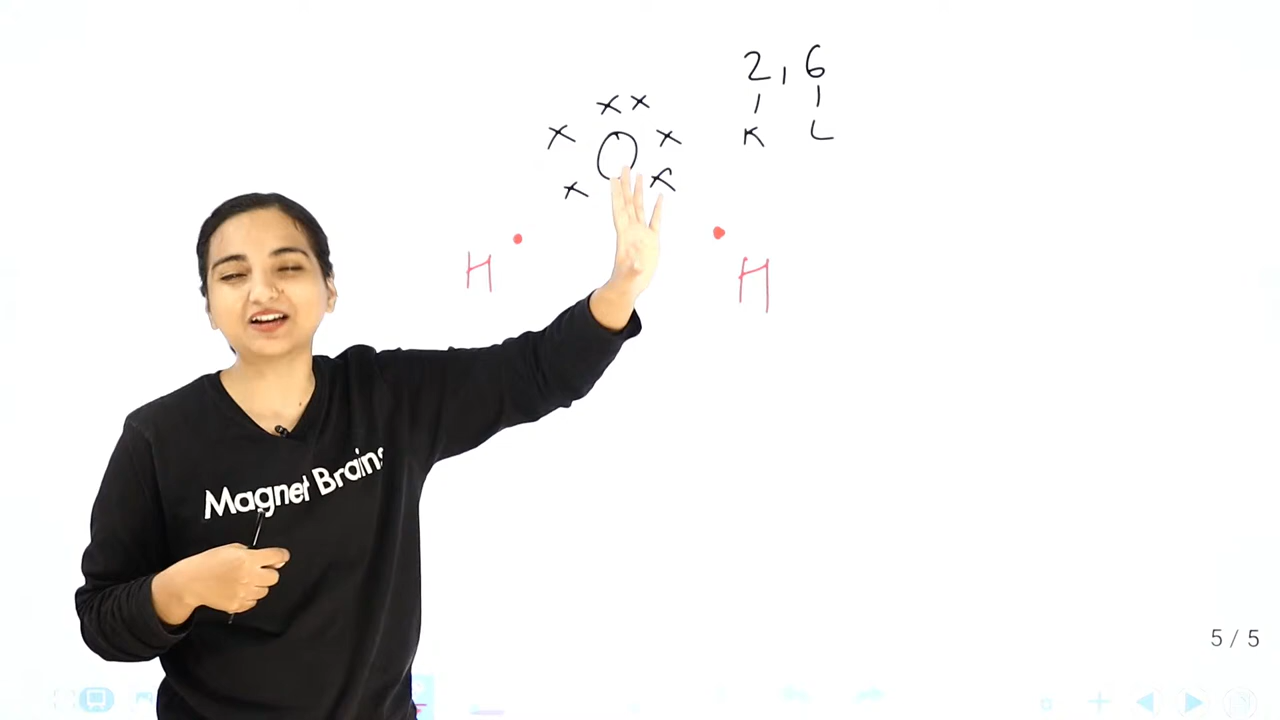 2, 6
K L
x x
x O x
x x
H • • H
Magnet Brains
5 / 5